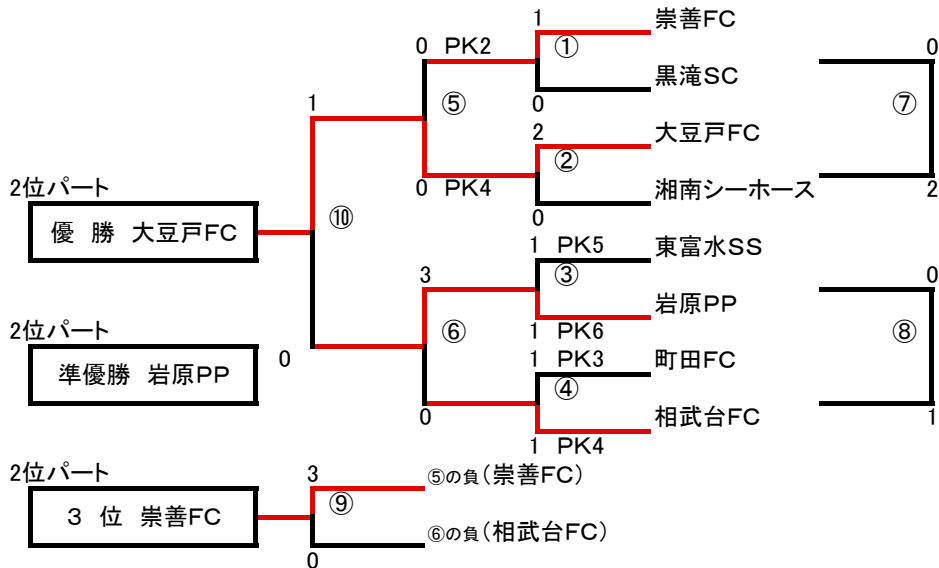 1 崇善FC
0 PK2 ① 0
黒滝SC
1 ⑤ 0 ⑦
2 大豆戸FC
②
2位パート 0 PK4 湘南シーホース 2
優 勝 大豆戸FC ⑩ 0
1 PK5 東富水SS
3 ③ 0
岩原PP
2位パート ⑥ 1 PK6 ⑧
準優勝 岩原PP 0 1 PK3 町田FC
④
0 相武台FC 1
1 PK4
2位パート 3 ⑤の負(崇善FC)
3 位 崇善FC ⑨
⑥の負(相武台FC)
0